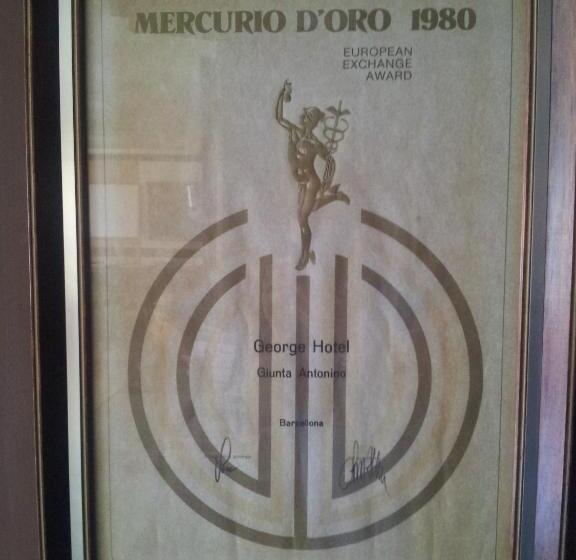 MERCURIO D'ORO 1980
EUROPEAN
EXCHANGE
AWARD
George Hotel
Giunta Antonino
Barcellona